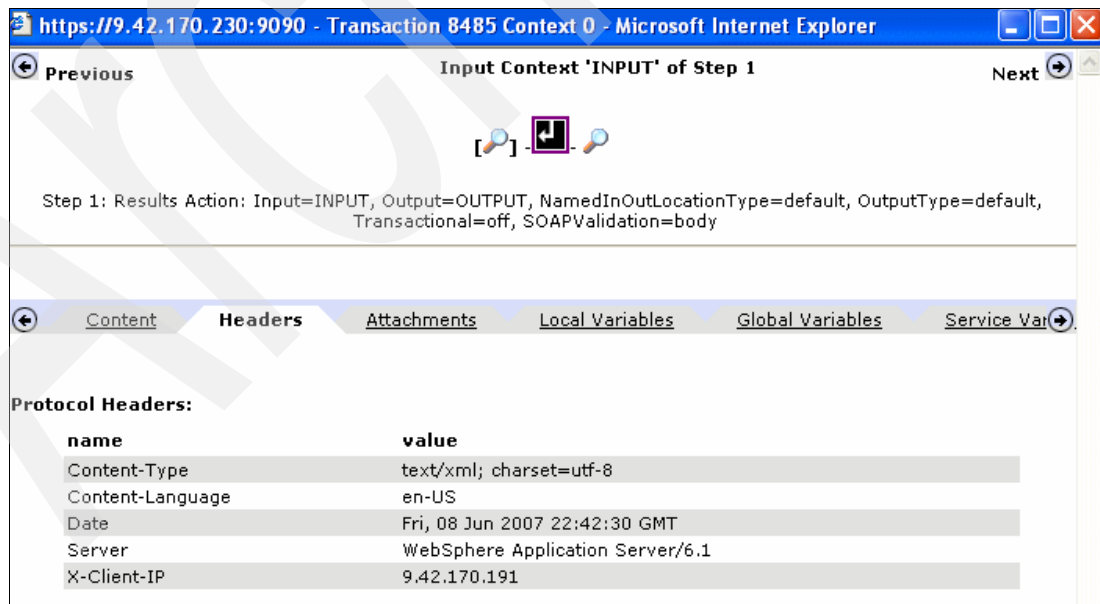 https://9.42.170.230:9090 - Transaction 8485 Context 0 - Microsoft Internet Explorer
Previous Input Context 'INPUT' of Step 1 Next
[ ] - -
Step 1: Results Action: Input=INPUT, Output=OUTPUT, NamedInOutLocationType=default, OutputType=default,
Transactional=off, SOAPValidation=body
Content Headers Attachments Local Variables Global Variables Service Var
Protocol Headers:
name value
Content-Type text/xml; charset=utf-8
Content-Language en-US
Date Fri, 08 Jun 2007 22:42:30 GMT
Server WebSphere Application Server/6.1
X-Client-IP 9.42.170.191